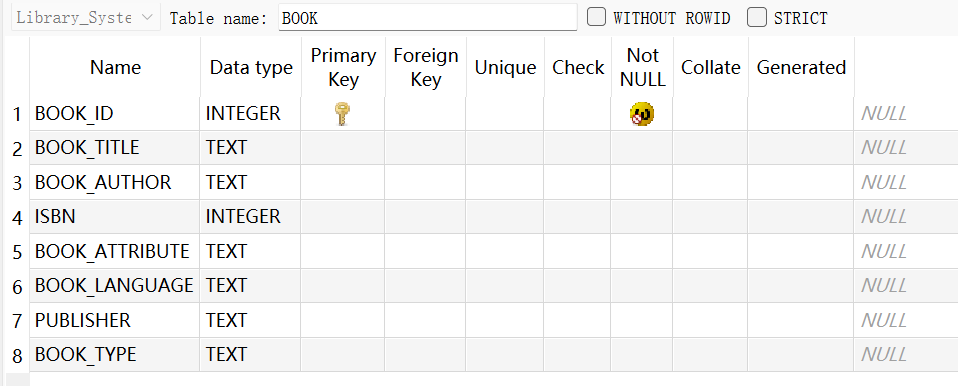 Library_Syste Table name: BOOK WITHOUT ROWID STRICT
Name Data type Primary Key Foreign Key Unique Check Not NULL Collate Generated
1 BOOK_ID INTEGER NULL
2 BOOK_TITLE TEXT NULL
3 BOOK_AUTHOR TEXT NULL
4 ISBN INTEGER NULL
5 BOOK_ATTRIBUTE TEXT NULL
6 BOOK_LANGUAGE TEXT NULL
7 PUBLISHER TEXT NULL
8 BOOK_TYPE TEXT NULL